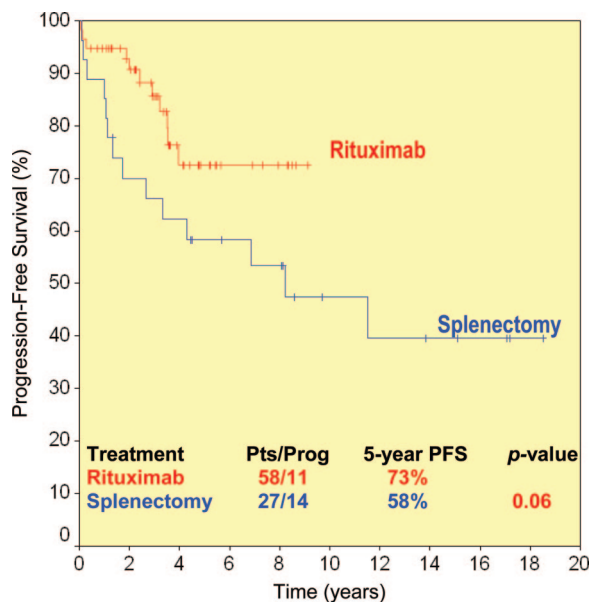 100
90
80
70
60
50
40
30
20
10
0
Progression-Free Survival (%)
Rituximab
Splenectomy
Treatment Pts/Prog 5-year PFS p-value
Rituximab 58/11 73%
Splenectomy 27/14 58% 0.06
0 2 4 6 8 10 12 14 16 18 20
Time (years)